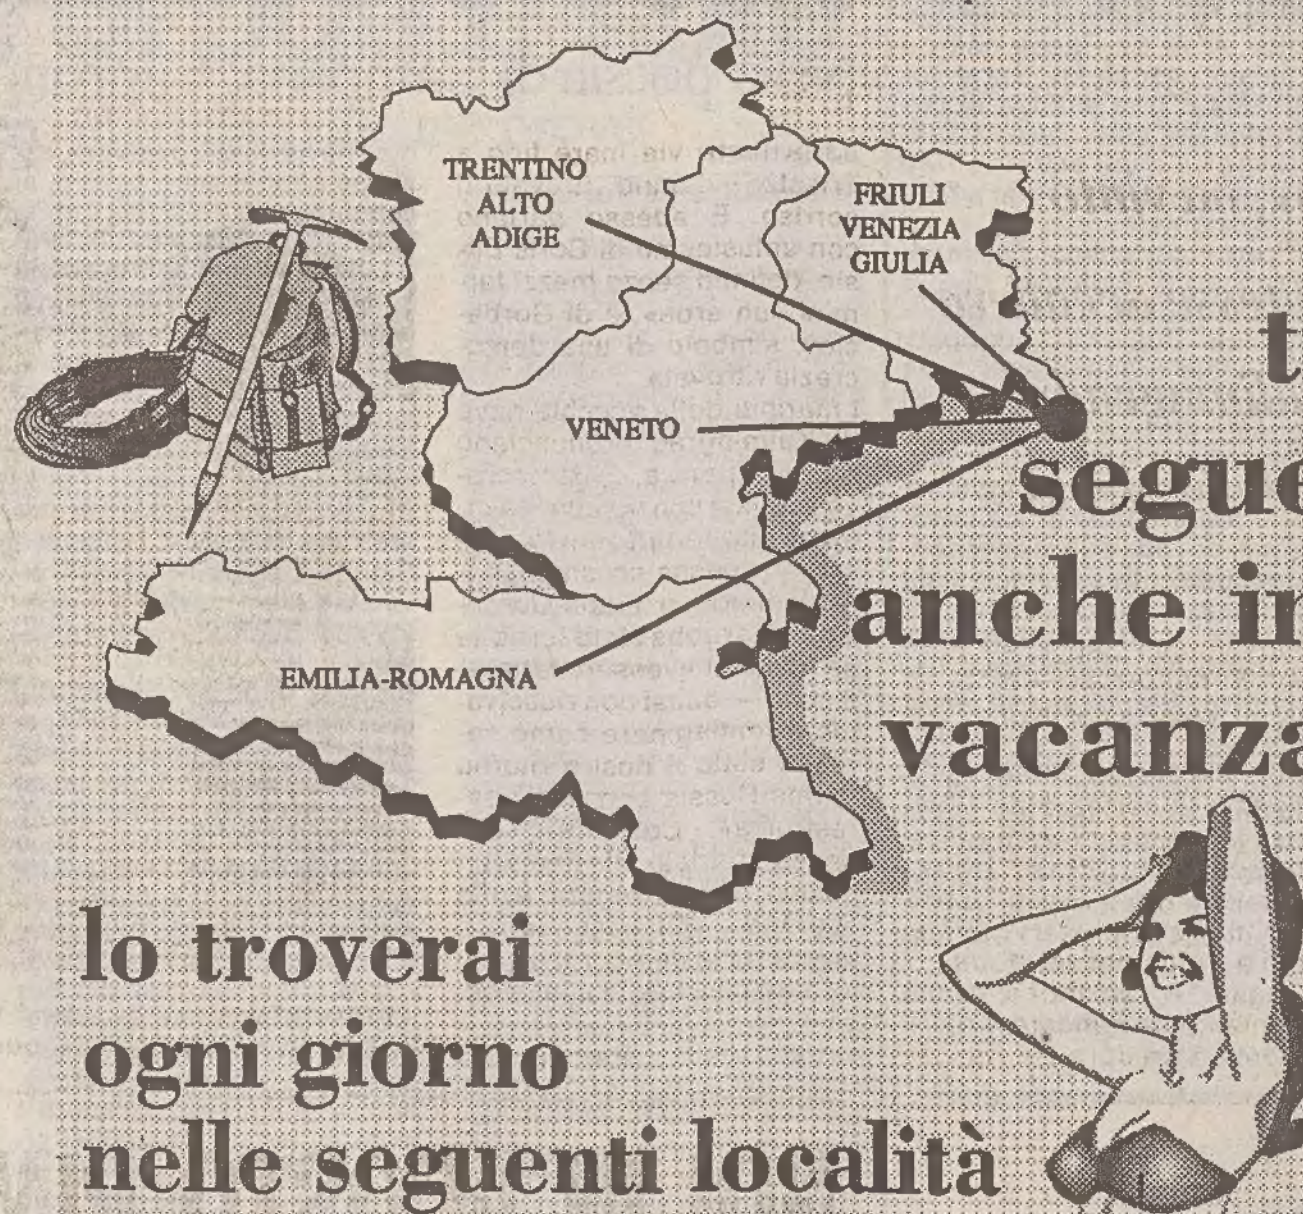 TRENTINO
ALTO
ADIGE
FRIULI
VENEZIA
GIULIA
VENETO
EMILIA-ROMAGNA
segue
anche in
vacanza
lo troverai
ogni giorno
nelle seguenti località